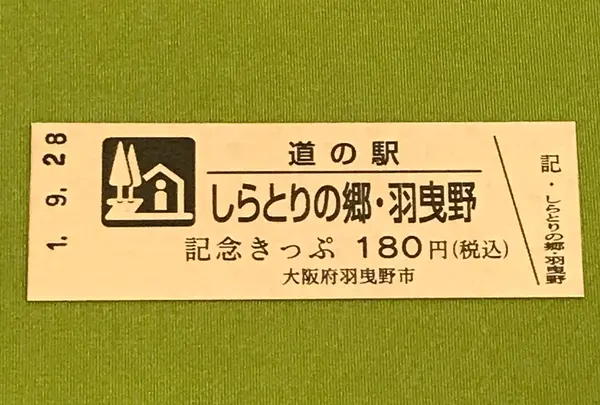 1.9.28
道の駅
しらとりの郷・羽曳野
記念きっぷ 180円(税込)
大阪府羽曳野市
記・しらとりの郷・羽曳野